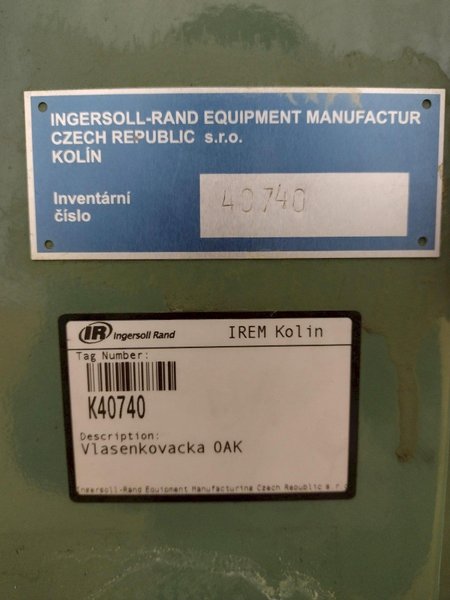 INGERSOLL-RAND EQUIPMENT MANUFACTUR
CZECH REPUBLIC s.r.o.
KOLÍN
Inventární
číslo
40740
IR Ingersoll Rand
IREM Kolin
Tag Number:
K40740
Description:
Vlasenkovacka OAK
Ingersoll-Rand Equipment Manufacturing Czech Republic s r.o